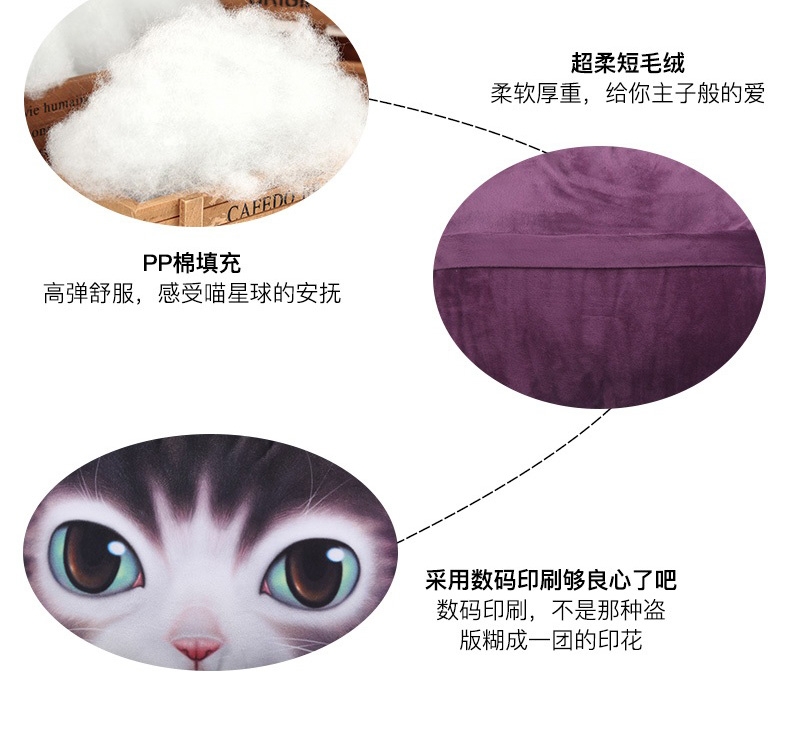 vie human
CAFEDO
超柔短毛绒
柔软厚重，给你主子般的爱
PP棉填充
高弹舒服，感受喵星球的安抚
采用数码印刷够良心了吧
数码印刷，不是那种盗
版糊成一团的印花